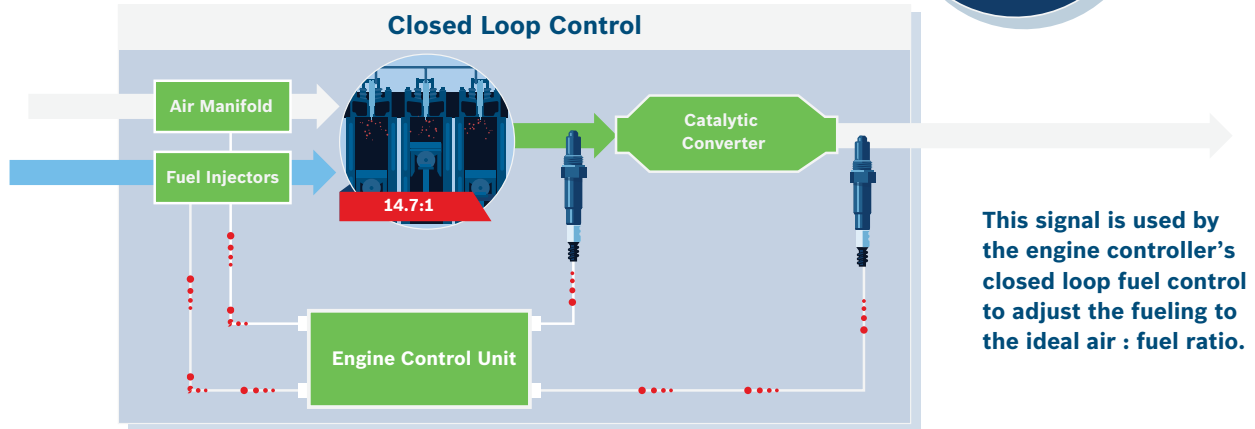 Closed Loop Control
Air Manifold
Fuel Injectors
14.7:1
Catalytic
Converter
Engine Control Unit
This signal is used by
the engine controller’s
closed loop fuel control
to adjust the fueling to
the ideal air : fuel ratio.